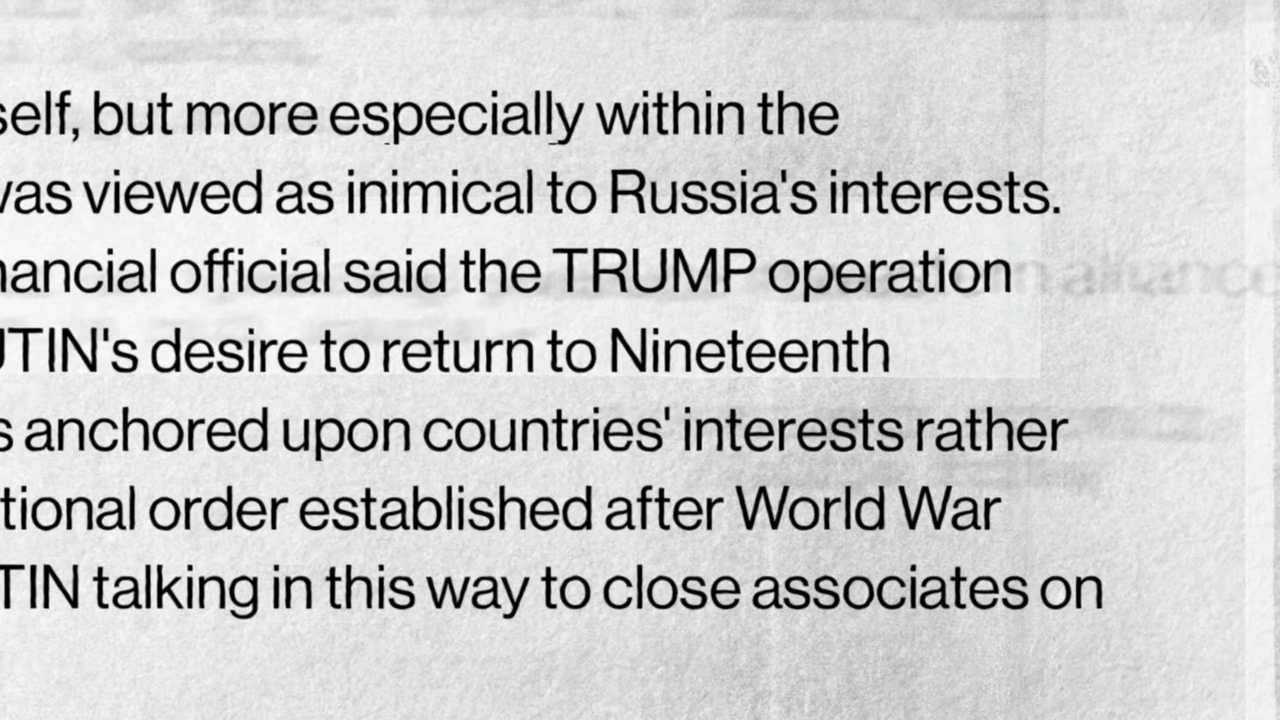 self, but more especially within the
was viewed as inimical to Russia's interests.
nancial official said the TRUMP operation
UTIN's desire to return to Nineteenth
s anchored upon countries' interests rather
tional order established after World War
TIN talking in this way to close associates on
alliance